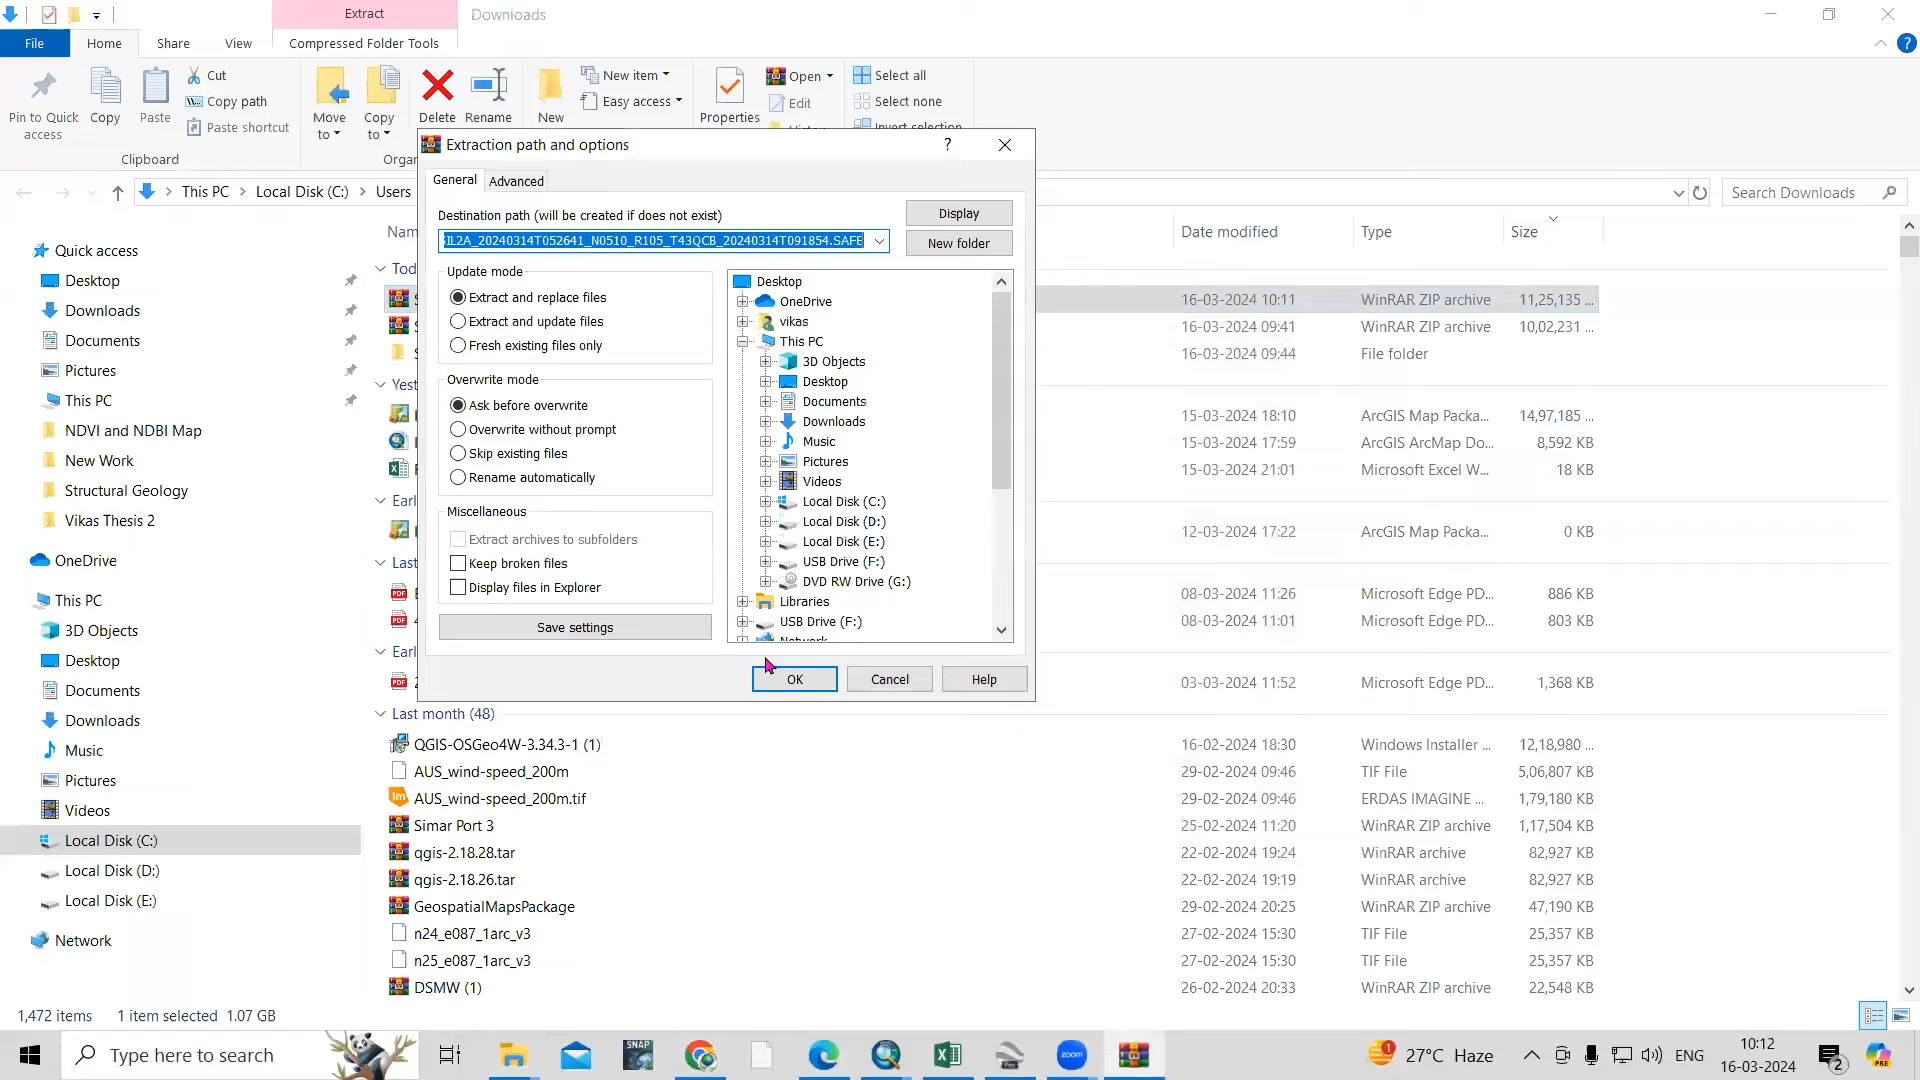 Extract
Downloads
File
Home
Share
View
Compressed Folder Tools
Pin to Quick access
Copy
Paste
Cut
Copy path
Paste shortcut
Clipboard
Move to
Copy to
Delete
Rename
Organ
New
New item
Easy access
Properties
Open
Edit
History
Select all
Select none
Invert selection
This PC
Local Disk (C:)
Users
Search Downloads
Extraction path and options
?
General
Advanced
Destination path (will be created if does not exist)
IL2A_20240314T052641_N0510_R105_T43QCB_20240314T091854.SAFE
Display
New folder
Update mode
Extract and replace files
Extract and update files
Fresh existing files only
Overwrite mode
Ask before overwrite
Overwrite without prompt
Skip existing files
Rename automatically
Miscellaneous
Extract archives to subfolders
Keep broken files
Display files in Explorer
Save settings
Desktop
OneDrive
vikas
This PC
3D Objects
Desktop
Documents
Downloads
Music
Pictures
Videos
Local Disk (C:)
Local Disk (D:)
Local Disk (E:)
USB Drive (F:)
DVD RW Drive (G:)
Libraries
USB Drive (F:)
Network
OK
Cancel
Help
Quick access
Desktop
Downloads
Documents
Pictures
This PC
NDVI and NDBI Map
New Work
Structural Geology
Vikas Thesis 2
OneDrive
This PC
3D Objects
Desktop
Documents
Downloads
Music
Pictures
Videos
Local Disk (C:)
Local Disk (D:)
Local Disk (E:)
Network
Nam
Date modified
Type
Size
Tod
16-03-2024 10:11 WinRAR ZIP archive 11,25,135 ...
16-03-2024 09:41 WinRAR ZIP archive 10,02,231 ...
16-03-2024 09:44 File folder
Yest
15-03-2024 18:10 ArcGIS Map Packa... 14,97,185 ...
15-03-2024 17:59 ArcGIS ArcMap Do... 8,592 KB
15-03-2024 21:01 Microsoft Excel W... 18 KB
Earl
12-03-2024 17:22 ArcGIS Map Packa... 0 KB
Last
08-03-2024 11:26 Microsoft Edge PD... 886 KB
08-03-2024 11:01 Microsoft Edge PD... 803 KB
Earl
03-03-2024 11:52 Microsoft Edge PD... 1,368 KB
Last month (48)
QGIS-OSGeo4W-3.34.3-1 (1) 16-02-2024 18:30 Windows Installer ... 12,18,980 ...
AUS_wind-speed_200m 29-02-2024 09:46 TIF File 5,06,807 KB
AUS_wind-speed_200m.tif 29-02-2024 09:46 ERDAS IMAGINE ... 1,79,180 KB
Simar Port 3 25-02-2024 11:20 WinRAR ZIP archive 1,17,504 KB
qgis-2.18.28.tar 22-02-2024 19:24 WinRAR archive 82,927 KB
qgis-2.18.26.tar 22-02-2024 19:19 WinRAR archive 82,927 KB
GeospatialMapsPackage 29-02-2024 20:25 WinRAR ZIP archive 47,190 KB
n24_e087_1arc_v3 27-02-2024 15:30 TIF File 25,357 KB
n25_e087_1arc_v3 27-02-2024 15:30 TIF File 25,357 KB
DSMW (1) 26-02-2024 20:33 WinRAR ZIP archive 22,548 KB
1,472 items 1 item selected 1.07 GB
Type here to search
SNAP
zoom
27°C Haze
ENG
10:12
16-03-2024
2
PRE